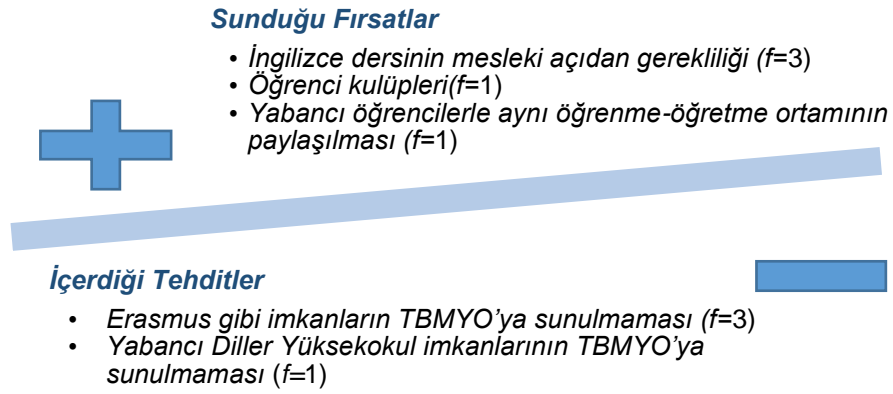 Sunduğu Fırsatlar
• İngilizce dersinin mesleki açıdan gerekliliği (f=3)
• Öğrenci kulüpleri(f=1)
• Yabancı öğrencilerle aynı öğrenme-öğretme ortamının
paylaşılması (f=1)
İçerdiği Tehditler
• Erasmus gibi imkanların TBMYO’ya sunulmaması (f=3)
• Yabancı Diller Yüksekokul imkanlarının TBMYO’ya
sunulmaması (f=1)